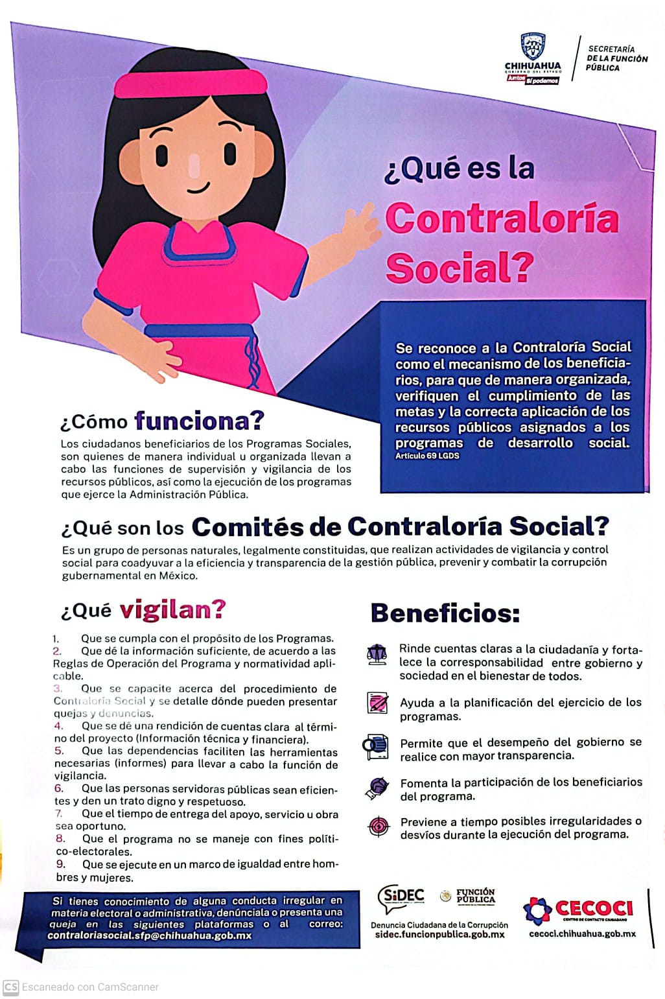 CHIHUAHUA
GOBIERNO DEL ESTADO
Juntos Sí podemos
SECRETARÍA
DE LA FUNCIÓN
PÚBLICA
¿Qué es la
Contraloría
Social?
Se reconoce a la Contraloría Social
como el mecanismo de los beneficia-
rios, para que de manera organizada,
verifiquen el cumplimiento de las
metas y la correcta aplicación de los
recursos públicos asignados a los
programas de desarrollo social.
Artículo 69 LGDS
¿Cómo funciona?
Los ciudadanos beneficiarios de los Programas Sociales,
son quienes de manera individual u organizada llevan a
cabo las funciones de supervisión y vigilancia de los
recursos públicos, así como la ejecución de los programas
que ejerce la Administración Pública.
¿Qué son los Comités de Contraloría Social?
Es un grupo de personas naturales, legalmente constituidas, que realizan actividades de vigilancia y control
social para coadyuvar a la eficiencia y transparencia de la gestión pública, prevenir y combatir la corrupción
gubernamental en México.
¿Qué vigilan?
1. Que se cumpla con el propósito de los Programas.
2. Que dé la información suficiente, de acuerdo a las
Reglas de Operación del Programa y normatividad apli-
cable.
3. Que se capacite acerca del procedimiento de
Contraloría Social y se detalle dónde pueden presentar
quejas y denuncias.
4. Que se dé una rendición de cuentas clara al térmi-
no del proyecto (Información técnica y financiera).
5. Que las dependencias faciliten las herramientas
necesarias (informes) para llevar a cabo la función de
vigilancia.
6. Que las personas servidoras públicas sean eficien-
tes y den un trato digno y respetuoso.
7. Que el tiempo de entrega del apoyo, servicio u obra
sea oportuno.
8. Que el programa no se maneje con fines políti-
co-electorales.
9. Que se ejecute en un marco de igualdad entre hom-
bres y mujeres.
Beneficios:
Rinde cuentas claras a la ciudadanía y forta-
lece la corresponsabilidad entre gobierno y
sociedad en el bienestar de todos.
Ayuda a la planificación del ejercicio de los
programas.
Permite que el desempeño del gobierno se
realice con mayor transparencia.
Fomenta la participación de los beneficiarios
del programa.
Previene a tiempo posibles irregularidades o
desvíos durante la ejecución del programa.
Si tienes conocimiento de alguna conducta irregular en
materia electoral o administrativa, denúnciala o presenta una
queja en las siguientes plataformas o al correo:
contraloriasocial.sfp@chihuahua.gob.mx
SiDEC
FUNCIÓN
PÚBLICA
Denuncia Ciudadana de la Corrupción
sidec.funcionpublica.gob.mx
CECOCI
CENTRO DE CONTACTO CIUDADANO
cecoci.chihuahua.gob.mx
CS Escaneado con CamScanner